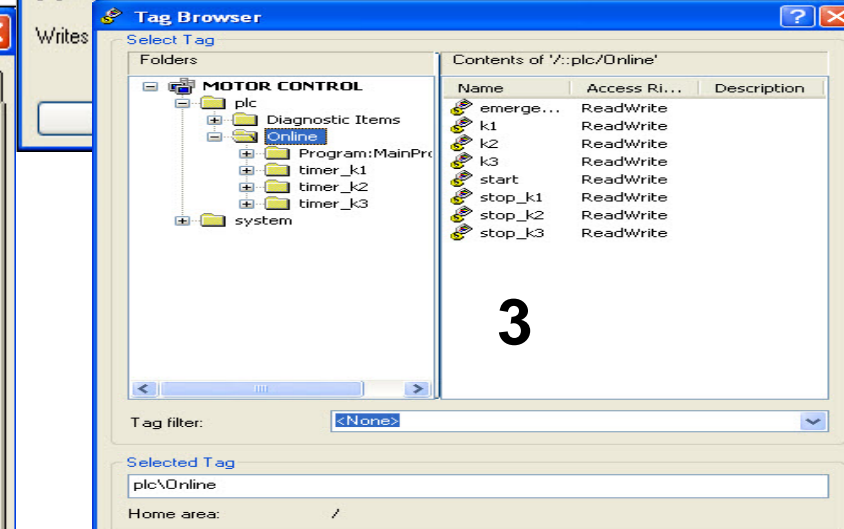 Writes
Tag Browser
Select Tag
Folders
Contents of '/::plc/Online'
MOTOR CONTROL
plc
Diagnostic Items
Online
Program:MainPr
timer_k1
timer_k2
timer_k3
system
Name Access Ri... Description
emerge... ReadWrite
k1 ReadWrite
k2 ReadWrite
k3 ReadWrite
start ReadWrite
stop_k1 ReadWrite
stop_k2 ReadWrite
stop_k3 ReadWrite
3
Tag filter: <None>
Selected Tag
plc\Online
Home area: /